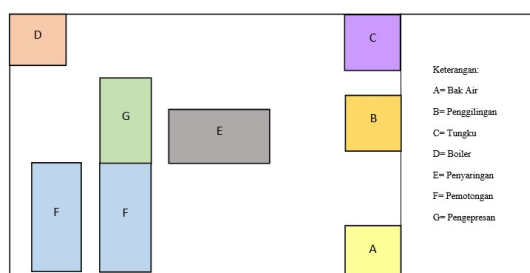 D
C
G
E
B
F
F
A
Keterangan:
A= Bak Air
B= Penggilingan
C= Tungku
D= Boiler
E= Penyaringan
F= Pemotongan
G= Pengepresan